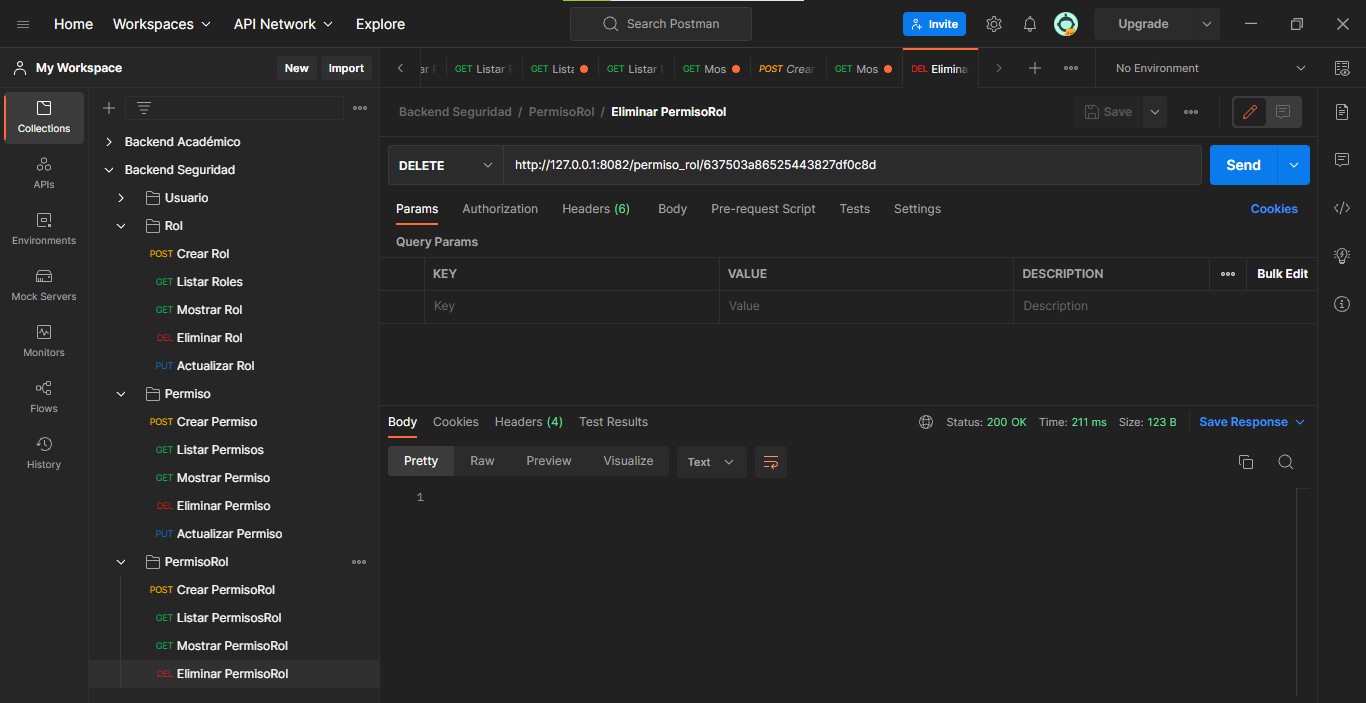 Home Workspaces API Network Explore Search Postman Invite Upgrade
My Workspace New Import GET Listar GET Lista GET Listar GET Mos POST Crear GET Mos DEL Elimina No Environment
Collections
APIs
Environments
Mock Servers
Monitors
Flows
History
Backend Académico
Backend Seguridad
Usuario
Rol
POST Crear Rol
GET Listar Roles
GET Mostrar Rol
DEL Eliminar Rol
PUT Actualizar Rol
Permiso
POST Crear Permiso
GET Listar Permisos
GET Mostrar Permiso
DEL Eliminar Permiso
PUT Actualizar Permiso
PermisoRol
POST Crear PermisoRol
GET Listar PermisosRol
GET Mostrar PermisoRol
DEL Eliminar PermisoRol
Backend Seguridad / PermisoRol / Eliminar PermisoRol Save
DELETE http://127.0.0.1:8082/permiso_rol/637503a86525443827df0c8d Send
Params Authorization Headers (6) Body Pre-request Script Tests Settings Cookies
Query Params
KEY VALUE DESCRIPTION Bulk Edit
Key Value Description
Body Cookies Headers (4) Test Results Status: 200 OK Time: 211 ms Size: 123 B Save Response
Pretty Raw Preview Visualize Text
1